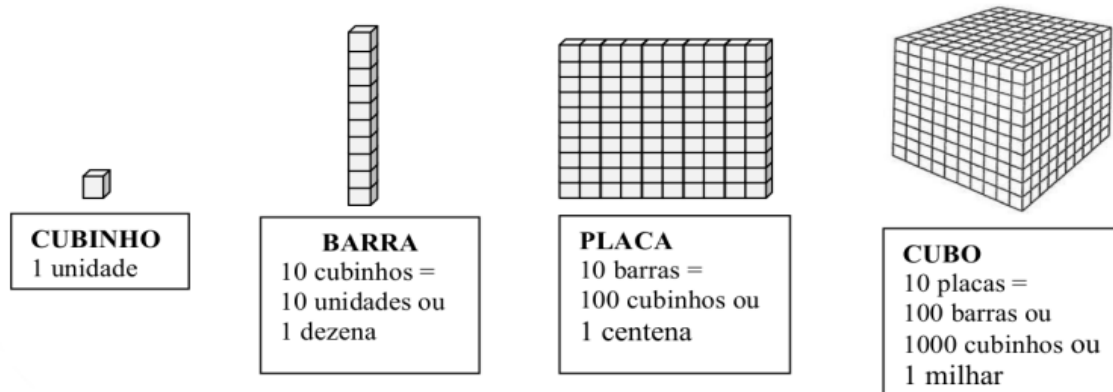 CUBINHO
1 unidade
BARRA
10 cubinhos =
10 unidades ou
1 dezena
PLACA
10 barras =
100 cubinhos ou
1 centena
CUBO
10 placas =
100 barras ou
1000 cubinhos ou
1 milhar